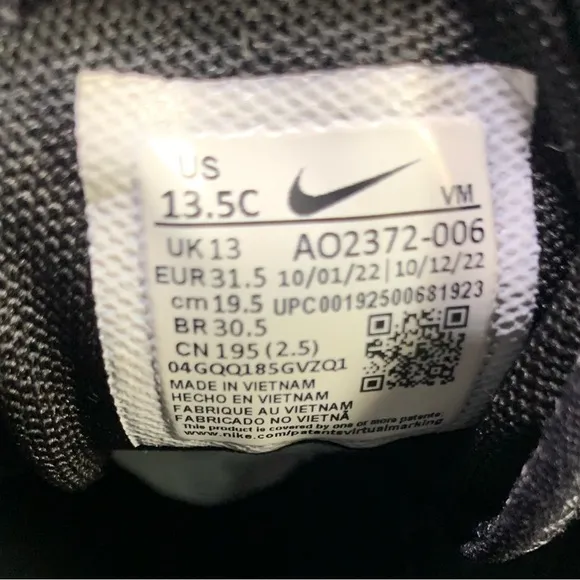 US
13.5C
VM
UK 13
AO2372-006
EUR 31.5
10/01/22 | 10/12/22
cm 19.5
UPC00192500681923
BR 30.5
CN 195 (2.5)
04GQQ185GVZQ1
MADE IN VIETNAM
HECHO EN VIETNAM
FABRIQUE AU VIETNAM
FABRICADO NO VIETNÃ
This product is covered by one or more patents:
www.nike.com/patentsvirtualmarking